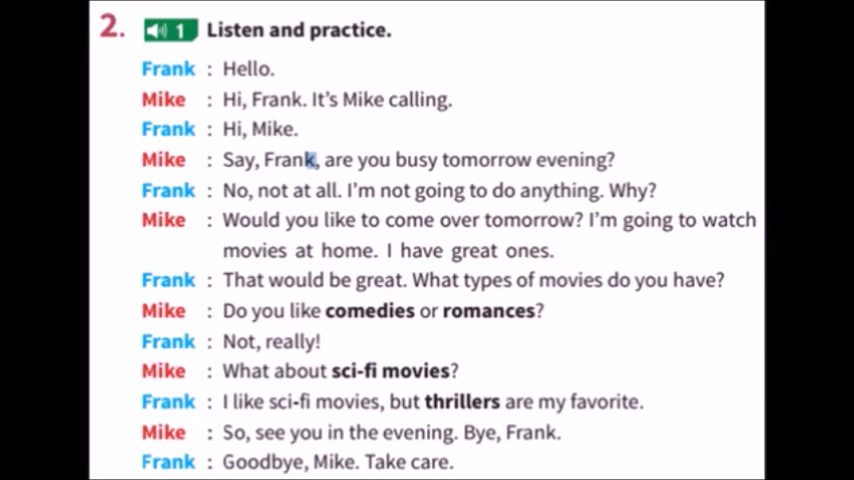 2. 1 Listen and practice.
Frank : Hello.
Mike : Hi, Frank. It's Mike calling.
Frank : Hi, Mike.
Mike : Say, Frank, are you busy tomorrow evening?
Frank : No, not at all. I'm not going to do anything. Why?
Mike : Would you like to come over tomorrow? I'm going to watch
movies at home. I have great ones.
Frank : That would be great. What types of movies do you have?
Mike : Do you like comedies or romances?
Frank : Not, really!
Mike : What about sci-fi movies?
Frank : I like sci-fi movies, but thrillers are my favorite.
Mike : So, see you in the evening. Bye, Frank.
Frank : Goodbye, Mike. Take care.